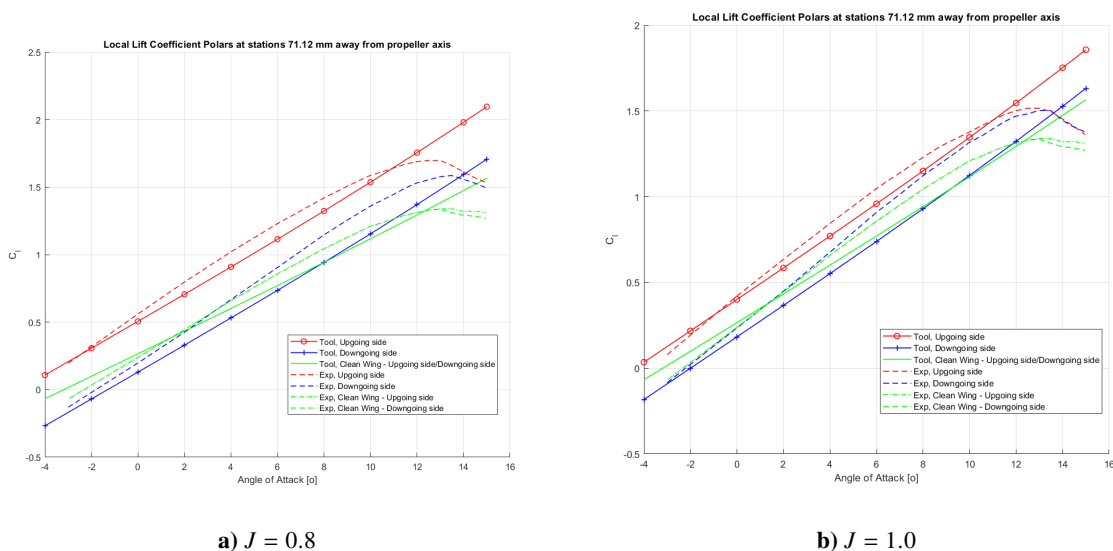 Local Lift Coefficient Polars at stations 71.12 mm away from propeller axis
2.5
2
1.5
1
0.5
0
-0.5
C_l
-4 -2 0 2 4 6 8 10 12 14 16
Angle of Attack [o]
Tool, Upgoing side
Tool, Downgoing side
Tool, Clean Wing - Upgoing side/Downgoing side
Exp, Upgoing side
Exp, Downgoing side
Exp, Clean Wing - Upgoing side
Exp, Clean Wing - Downgoing side
a) J = 0.8
Local Lift Coefficient Polars at stations 71.12 mm away from propeller axis
2
1.5
1
0.5
0
-0.5
C_l
-4 -2 0 2 4 6 8 10 12 14 16
Angle of Attack [o]
Tool, Upgoing side
Tool, Downgoing side
Tool, Clean Wing - Upgoing side/Downgoing side
Exp, Upgoing side
Exp, Downgoing side
Exp, Clean Wing - Upgoing side
Exp, Clean Wing - Downgoing side
b) J = 1.0